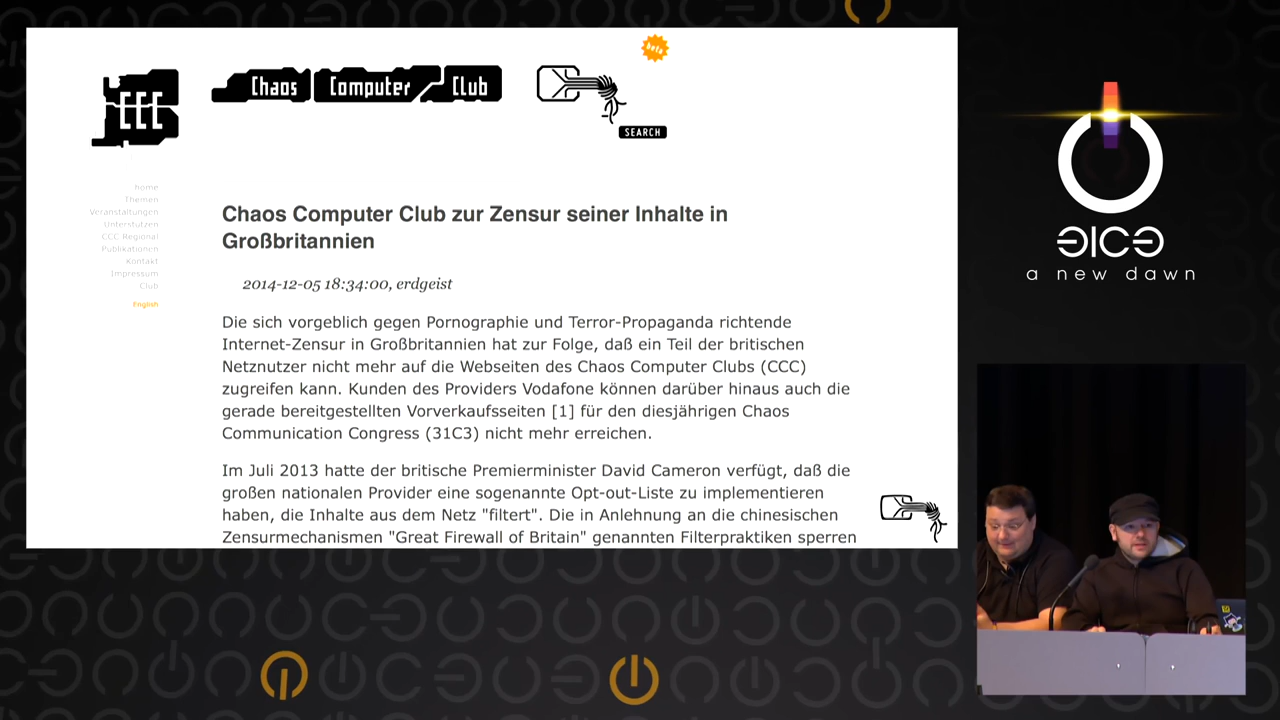 beta
CCC
Chaos Computer Club
SEARCH
home
Themen
Veranstaltungen
Unterstützen
CCC Regional
Publikationen
Kontakt
Impressum
Club
English
Chaos Computer Club zur Zensur seiner Inhalte in
Großbritannien
2014-12-05 18:34:00, erdgeist
Die sich vorgeblich gegen Pornographie und Terror-Propaganda richtende
Internet-Zensur in Großbritannien hat zur Folge, daß ein Teil der britischen
Netznutzer nicht mehr auf die Webseiten des Chaos Computer Clubs (CCC)
zugreifen kann. Kunden des Providers Vodafone können darüber hinaus auch die
gerade bereitgestellten Vorverkaufsseiten [1] für den diesjährigen Chaos
Communication Congress (31C3) nicht mehr erreichen.
Im Juli 2013 hatte der britische Premierminister David Cameron verfügt, daß die
großen nationalen Provider eine sogenannte Opt-out-Liste zu implementieren
haben, die Inhalte aus dem Netz "filtert". Die in Anlehnung an die chinesischen
Zensurmechanismen "Great Firewall of Britain" genannten Filterpraktiken sperren
31C3
a new dawn